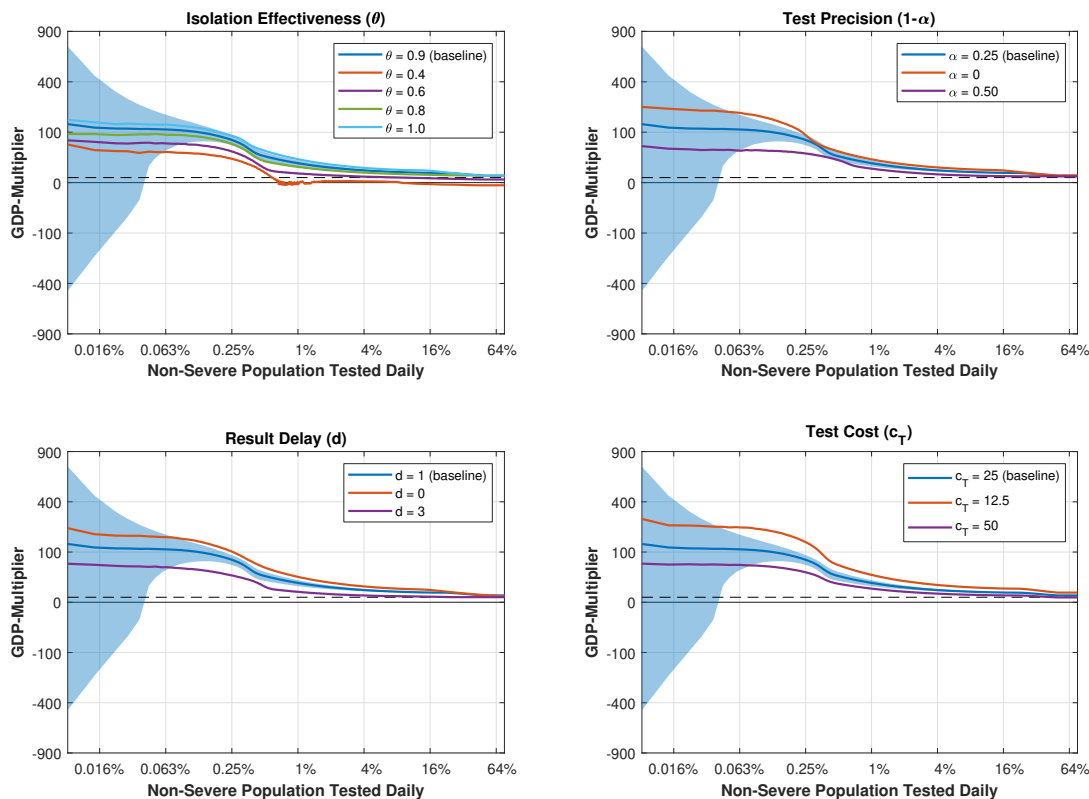 Isolation Effectiveness (θ)
900
400
100
0
-100
-400
-900
GDP-Multiplier
θ = 0.9 (baseline)
θ = 0.4
θ = 0.6
θ = 0.8
θ = 1.0
0.016% 0.063% 0.25% 1% 4% 16% 64%
Non-Severe Population Tested Daily
Test Precision (1-α)
900
400
100
0
-100
-400
-900
GDP-Multiplier
α = 0.25 (baseline)
α = 0
α = 0.50
0.016% 0.063% 0.25% 1% 4% 16% 64%
Non-Severe Population Tested Daily
Result Delay (d)
900
400
100
0
-100
-400
-900
GDP-Multiplier
d = 1 (baseline)
d = 0
d = 3
0.016% 0.063% 0.25% 1% 4% 16% 64%
Non-Severe Population Tested Daily
Test Cost (c_T)
900
400
100
0
-100
-400
-900
GDP-Multiplier
c_T = 25 (baseline)
c_T = 12.5
c_T = 50
0.016% 0.063% 0.25% 1% 4% 16% 64%
Non-Severe Population Tested Daily